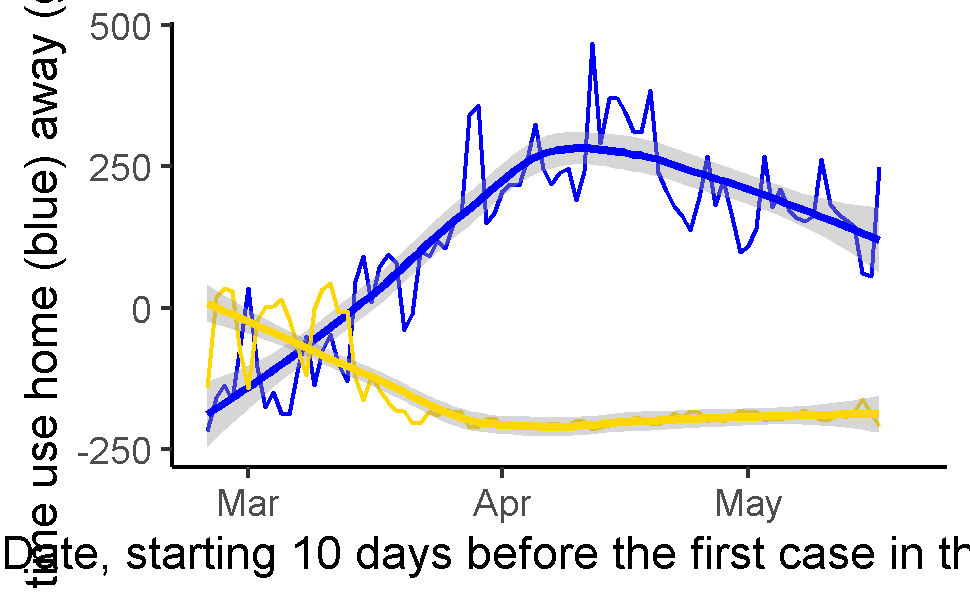 time use home (blue) away (
500
250
0
-250
Mar Apr May
Date, starting 10 days before the first case in th